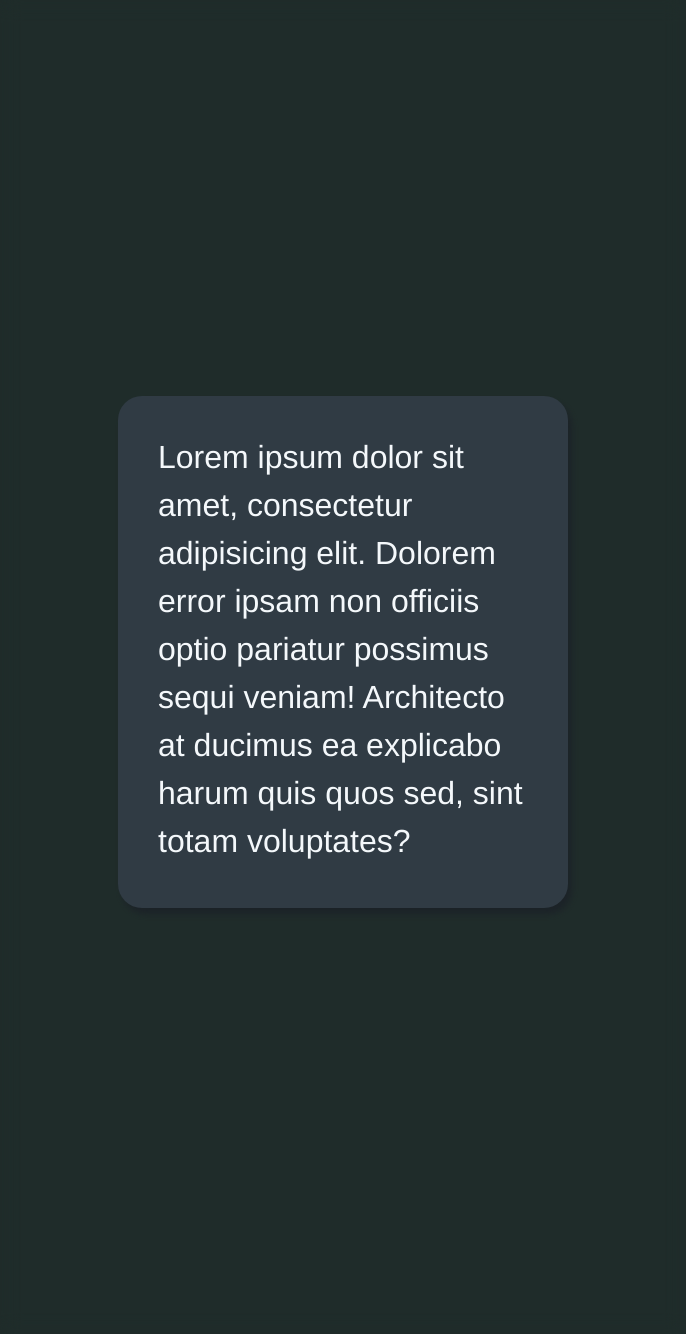 Lorem ipsum dolor sit
amet, consectetur
adipisicing elit. Dolorem
error ipsam non officiis
optio pariatur possimus
sequi veniam! Architecto
at ducimus ea explicabo
harum quis quos sed, sint
totam voluptates?